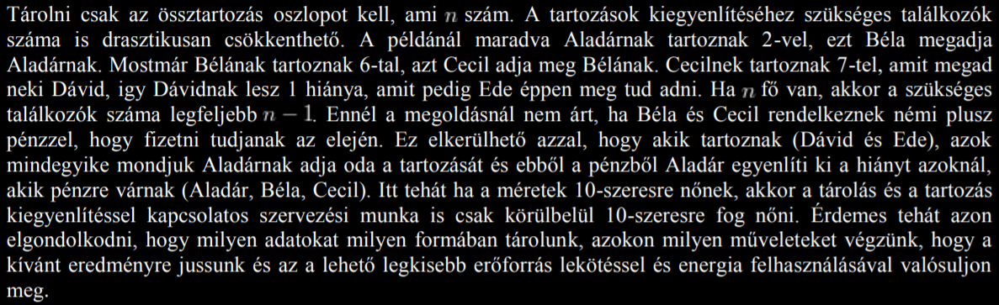 Tárolni csak az össztartozás oszlopot kell, ami n szám. A tartozások kiegyenlítéséhez szükséges találkozók
száma is drasztikusan csökkenthető. A példánál maradva Aladárnak tartoznak 2-vel, ezt Béla megadja
Aladárnak. Mostmár Bélának tartoznak 6-tal, azt Cecil adja meg Bélának. Cecilnek tartoznak 7-tel, amit megad
neki Dávid, igy Dávidnak lesz 1 hiánya, amit pedig Ede éppen meg tud adni. Ha n fő van, akkor a szükséges
találkozók száma legfeljebb n − 1. Ennél a megoldásnál nem árt, ha Béla és Cecil rendelkeznek némi plusz
pénzzel, hogy fizetni tudjanak az elején. Ez elkerülhető azzal, hogy akik tartoznak (Dávid és Ede), azok
mindegyike mondjuk Aladárnak adja oda a tartozását és ebből a pénzből Aladár egyenlíti ki a hiányt azoknál,
akik pénzre várnak (Aladár, Béla, Cecil). Itt tehát ha a méretek 10-szeresre nőnek, akkor a tárolás és a tartozás
kiegyenlítéssel kapcsolatos szervezési munka is csak körülbelül 10-szeresre fog nőni. Érdemes tehát azon
elgondolkodni, hogy milyen adatokat milyen formában tárolunk, azokon milyen műveleteket végzünk, hogy a
kívánt eredményre jussunk és az a lehető legkisebb erőforrás lekötéssel és energia felhasználásával valósuljon
meg.